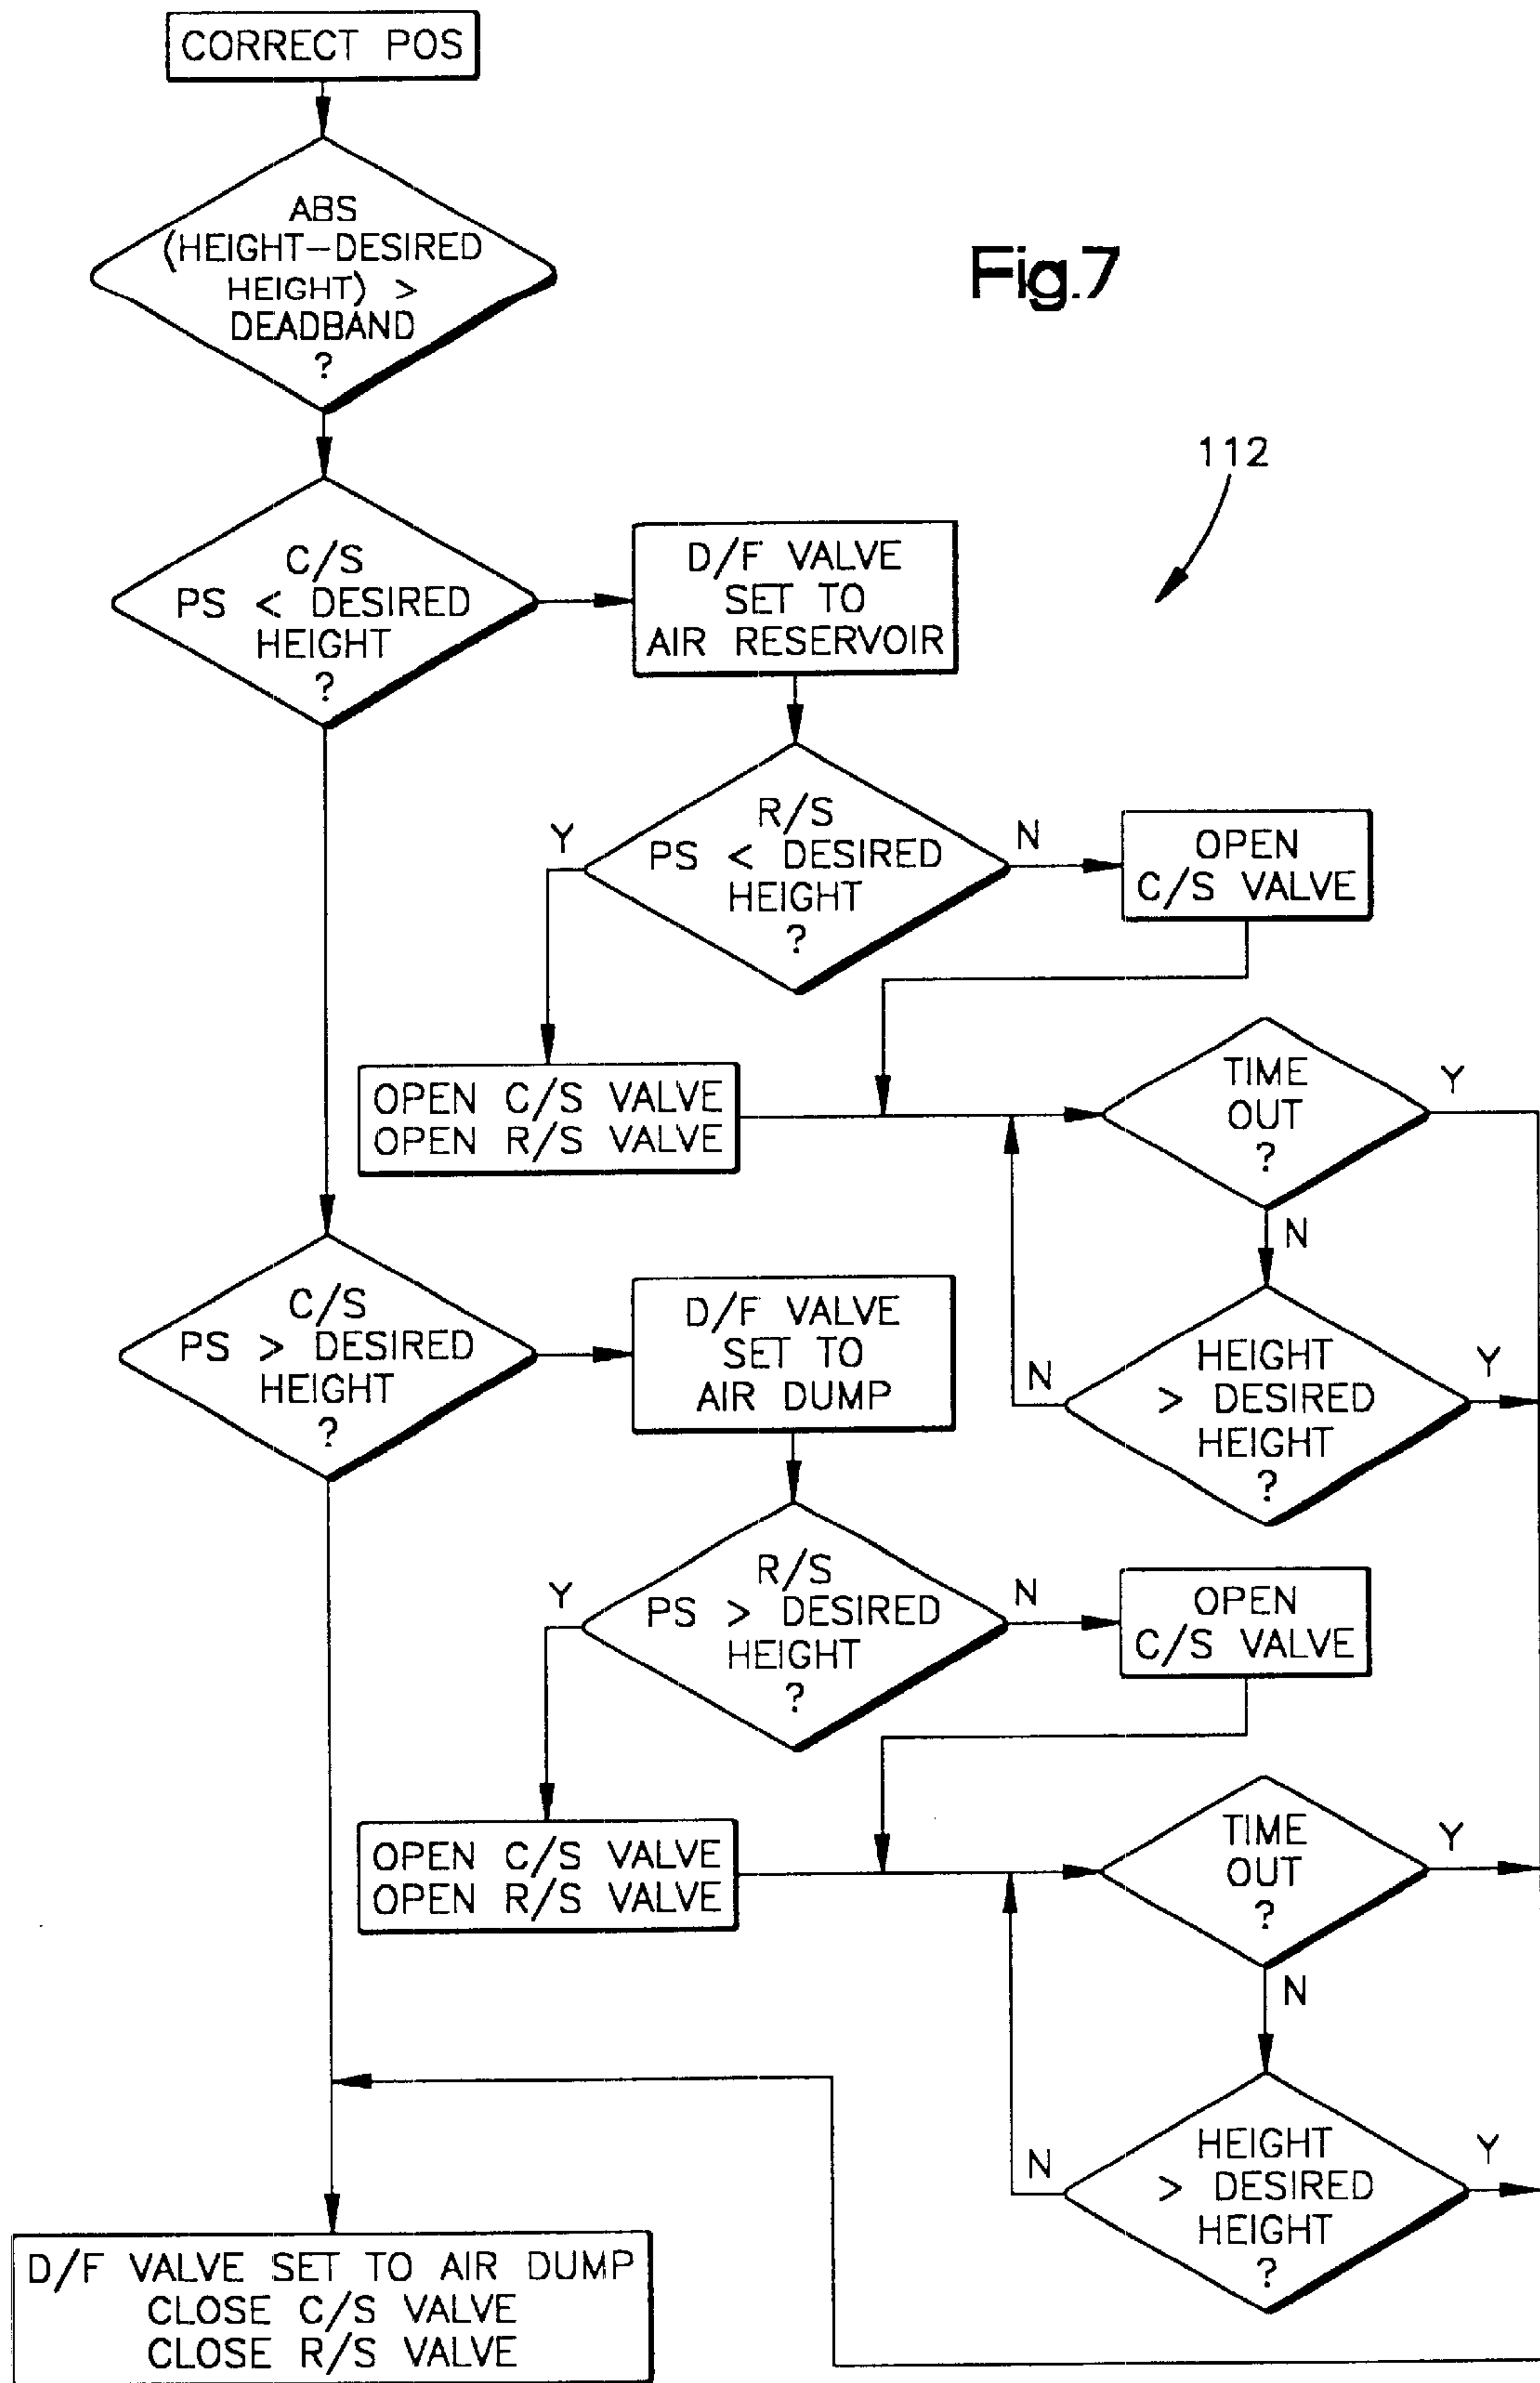 CORRECT POS
ABS
(HEIGHT-DESIRED
HEIGHT) >
DEADBAND
?
Fig.7
112
C/S
PS < DESIRED
HEIGHT
?
D/F VALVE
SET TO
AIR RESERVOIR
R/S
PS < DESIRED
HEIGHT
?
Y
N
OPEN
C/S VALVE
OPEN C/S VALVE
OPEN R/S VALVE
TIME
OUT
?
Y
N
HEIGHT
> DESIRED
HEIGHT
?
N
Y
C/S
PS > DESIRED
HEIGHT
?
D/F VALVE
SET TO
AIR DUMP
R/S
PS > DESIRED
HEIGHT
?
Y
N
OPEN
C/S VALVE
OPEN C/S VALVE
OPEN R/S VALVE
TIME
OUT
?
Y
N
HEIGHT
> DESIRED
HEIGHT
?
N
Y
D/F VALVE SET TO AIR DUMP
CLOSE C/S VALVE
CLOSE R/S VALVE